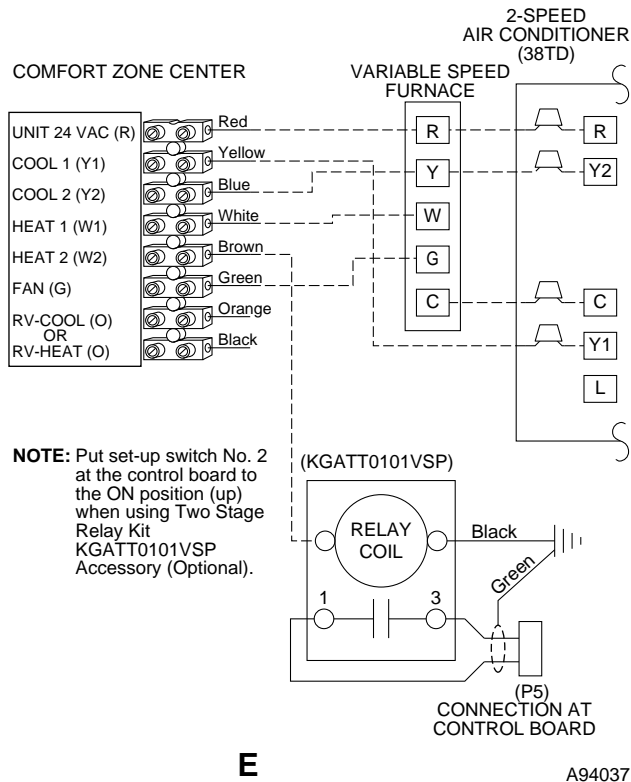 2-SPEED
AIR CONDITIONER
(38TD)
COMFORT ZONE CENTER
VARIABLE SPEED
FURNACE
UNIT 24 VAC (R)
Red
R
R
COOL 1 (Y1)
Yellow
COOL 2 (Y2)
Blue
Y
Y2
HEAT 1 (W1)
White
W
HEAT 2 (W2)
Brown
G
FAN (G)
Green
C
C
RV-COOL (O)
Orange
OR
RV-HEAT (O)
Black
Y1
L
NOTE: Put set-up switch No. 2
at the control board to
the ON position (up)
when using Two Stage
Relay Kit
KGATT0101VSP
Accessory (Optional).
(KGATT0101VSP)
RELAY
COIL
Black
Green
1
3
(P5)
CONNECTION AT
CONTROL BOARD
E
A94037